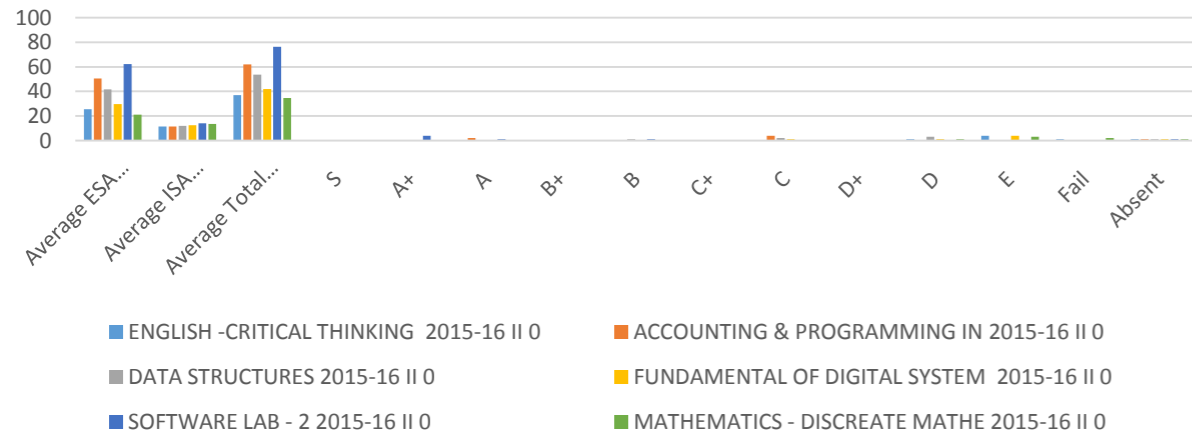 100
80
60
40
20
0
Average ESA...
Average ISA...
Average Total...
S
A+
A
B+
B
C+
C
D+
D
E
Fail
Absent
ENGLISH -CRITICAL THINKING 2015-16 II 0
ACCOUNTING & PROGRAMMING IN 2015-16 II 0
DATA STRUCTURES 2015-16 II 0
FUNDAMENTAL OF DIGITAL SYSTEM 2015-16 II 0
SOFTWARE LAB - 2 2015-16 II 0
MATHEMATICS - DISCREATE MATHE 2015-16 II 0